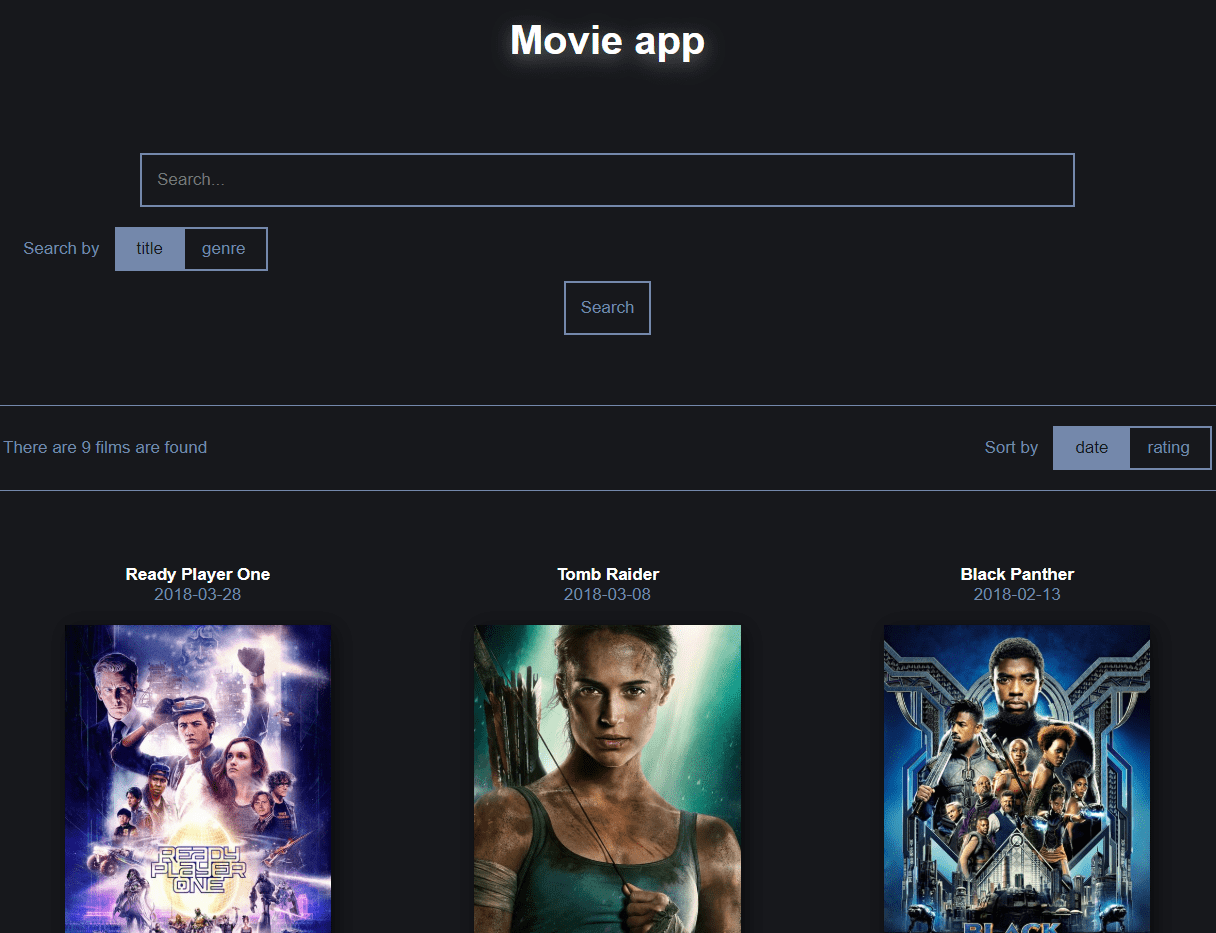 Movie app
Search...
Search by title genre
Search
There are 9 films are found
Sort by date rating
Ready Player One
2018-03-28
Tomb Raider
2018-03-08
Black Panther
2018-02-13
READY
PLAYER
ONE
BLACK